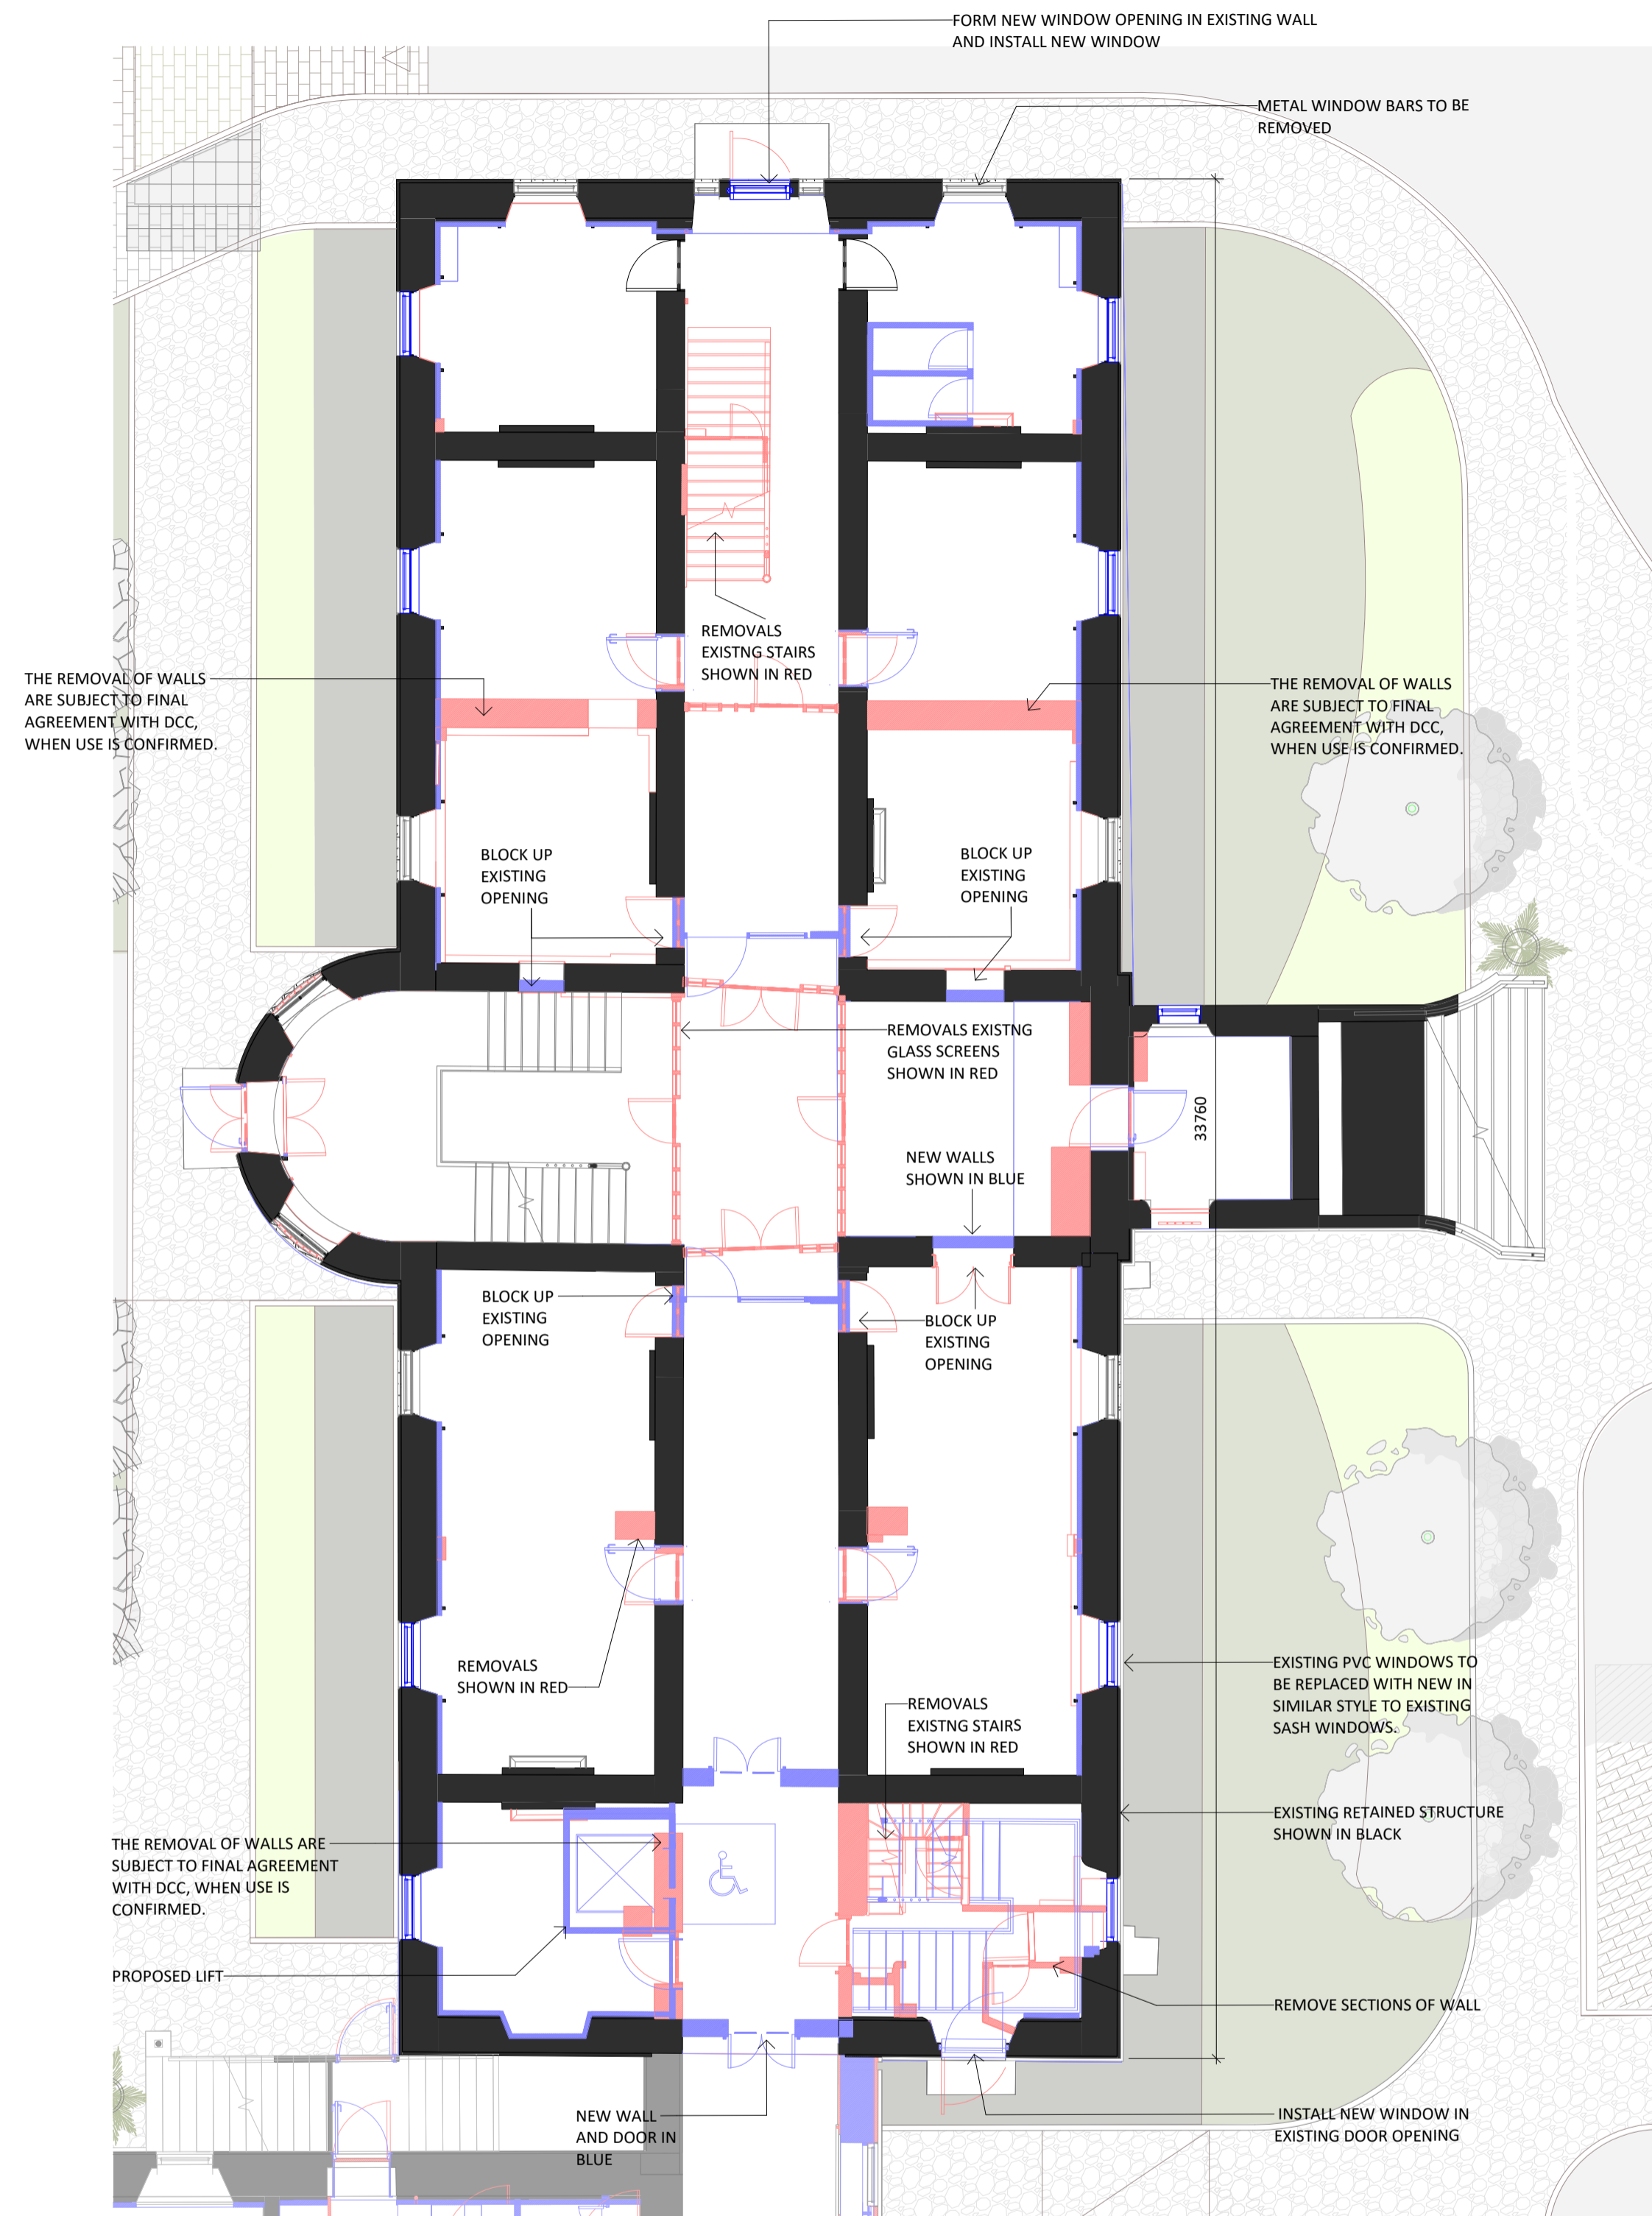 FORM NEW WINDOW OPENING IN EXISTING WALL
AND INSTALL NEW WINDOW
METAL WINDOW BARS TO BE
REMOVED
REMOVALS
EXISTNG STAIRS
SHOWN IN RED
THE REMOVAL OF WALLS
ARE SUBJECT TO FINAL
AGREEMENT WITH DCC,
WHEN USE IS CONFIRMED.
THE REMOVAL OF WALLS
ARE SUBJECT TO FINAL
AGREEMENT WITH DCC,
WHEN USE IS CONFIRMED.
BLOCK UP
EXISTING
OPENING
BLOCK UP
EXISTING
OPENING
REMOVALS EXISTNG
GLASS SCREENS
SHOWN IN RED
33760
NEW WALLS
SHOWN IN BLUE
BLOCK UP
EXISTING
OPENING
BLOCK UP
EXISTING
OPENING
REMOVALS
SHOWN IN RED
EXISTING PVC WINDOWS TO
BE REPLACED WITH NEW IN
SIMILAR STYLE TO EXISTING
SASH WINDOWS.
REMOVALS
EXISTNG STAIRS
SHOWN IN RED
EXISTING RETAINED STRUCTURE
SHOWN IN BLACK
THE REMOVAL OF WALLS ARE
SUBJECT TO FINAL AGREEMENT
WITH DCC, WHEN USE IS
CONFIRMED.
PROPOSED LIFT
REMOVE SECTIONS OF WALL
NEW WALL
AND DOOR IN
BLUE
INSTALL NEW WINDOW IN
EXISTING DOOR OPENING